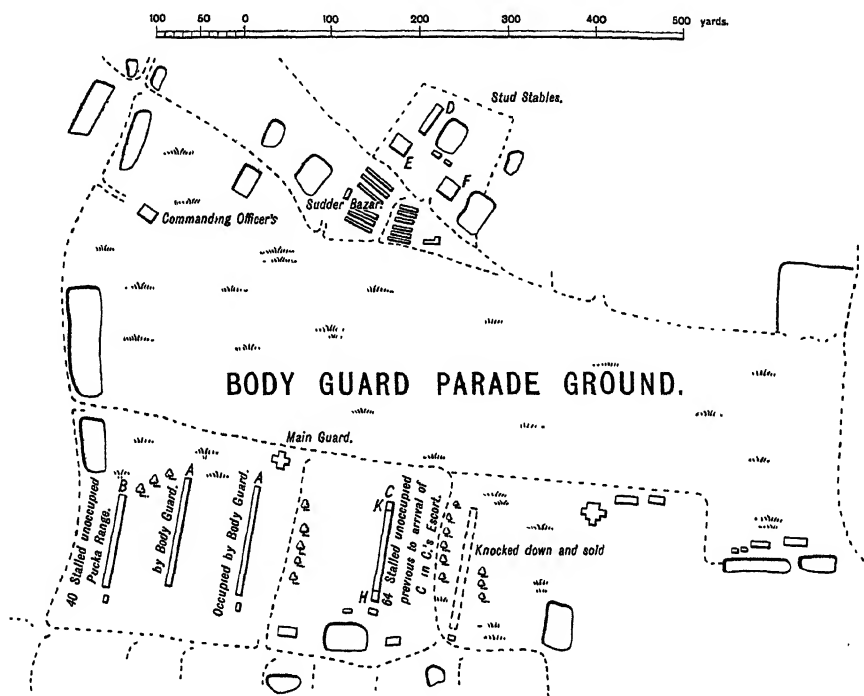 100 50 0 100 200 300 400 500 yards.
Stud Stables.
D
E
F
Sudder Bazar.
Commanding Officer's
BODY GUARD PARADE GROUND.
Main Guard.
B
40 Stalled unoccupied
Pucka Range.
A
by Body Guard.
A
Occupied by Body Guard.
C
K
H
64 Stalled unoccupied
previous to arrival of
C in C.'s Escort.
Knocked down and sold